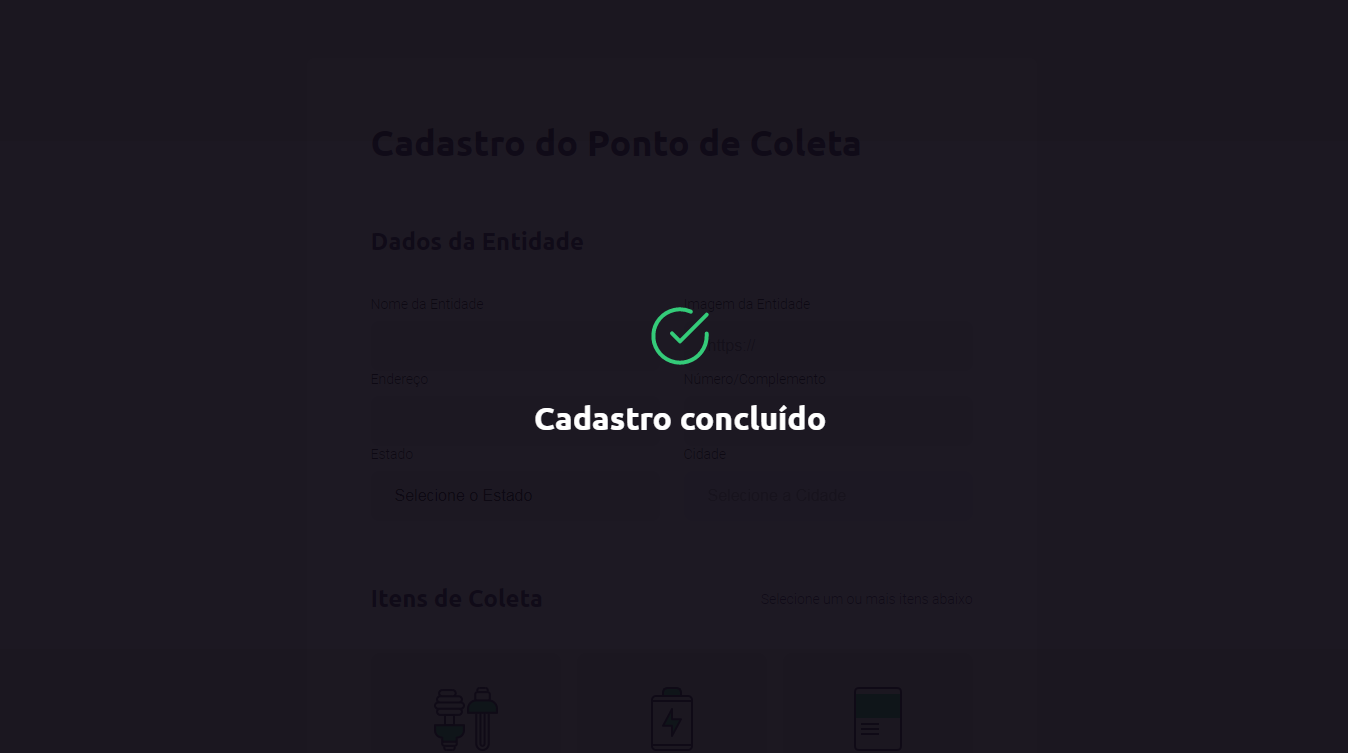 Cadastro do Ponto de Coleta
Dados da Entidade
Nome da Entidade
Imagem da Entidade
https://
Endereço
Número/Complemento
Cadastro concluído
Estado
Cidade
Selecione o Estado
Selecione a Cidade
Itens de Coleta
Selecione um ou mais itens abaixo